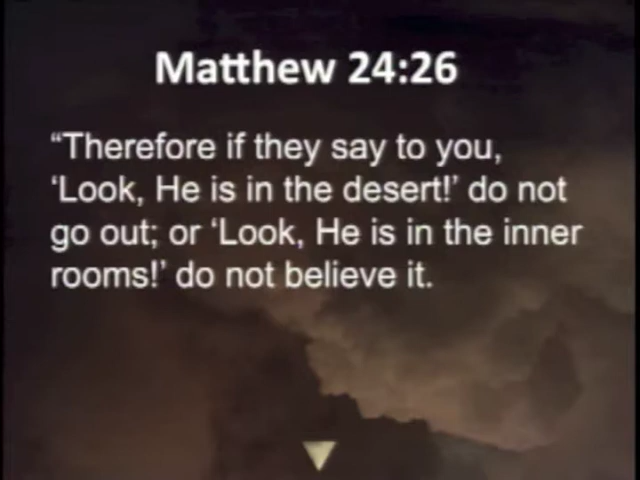 Matthew 24:26
“Therefore if they say to you,
‘Look, He is in the desert!’ do not
go out; or ‘Look, He is in the inner
rooms!’ do not believe it.